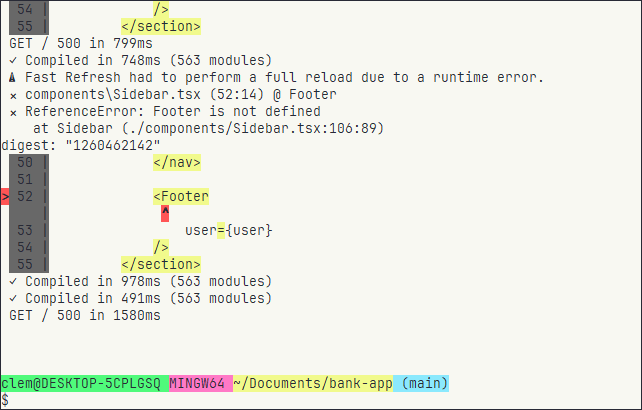 54 | />
55 | </section>
GET / 500 in 799ms
✓ Compiled in 748ms (563 modules)
⚠ Fast Refresh had to perform a full reload due to a runtime error.
⨯ components\Sidebar.tsx (52:14) @ Footer
⨯ ReferenceError: Footer is not defined
at Sidebar (./components/Sidebar.tsx:106:89)
digest: "1260462142"
50 | </nav>
51 |
> 52 | <Footer
| ^
53 | user={user}
54 | />
55 | </section>
✓ Compiled in 978ms (563 modules)
✓ Compiled in 491ms (563 modules)
GET / 500 in 1580ms
clem@DESKTOP-5CPLGSQ MINGW64 ~/Documents/bank-app (main)
$